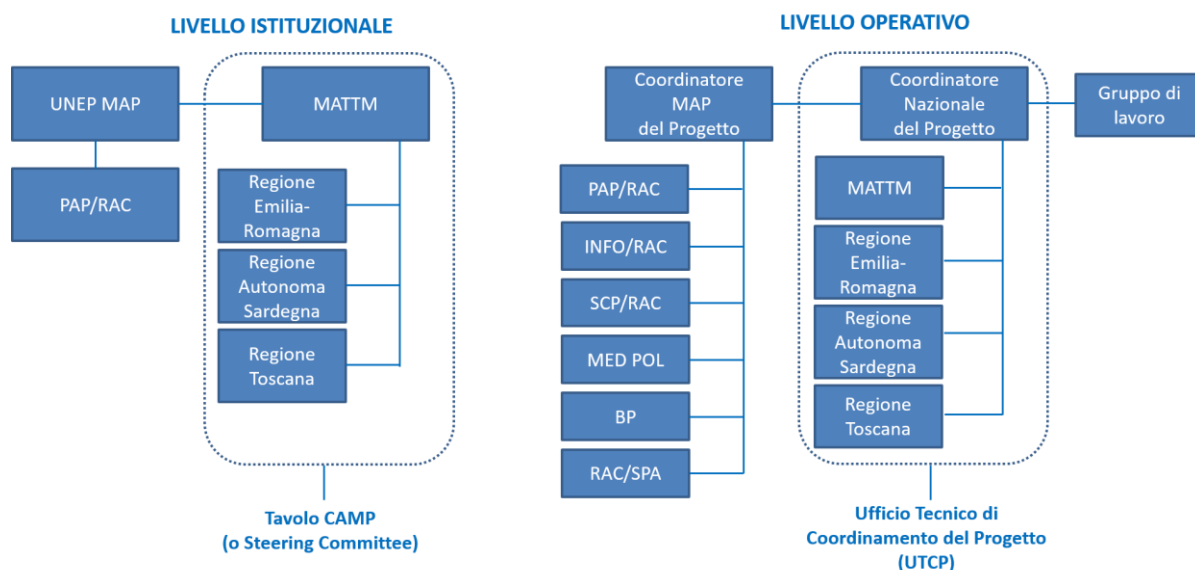 LIVELLO ISTITUZIONALE
UNEP MAP
MATTM
PAP/RAC
Regione
Emilia-
Romagna
Regione
Autonoma
Sardegna
Regione
Toscana
Tavolo CAMP
(o Steering Committee)
LIVELLO OPERATIVO
Coordinatore
MAP
del Progetto
Coordinatore
Nazionale
del Progetto
Gruppo di
lavoro
PAP/RAC
INFO/RAC
SCP/RAC
MED POL
BP
RAC/SPA
MATTM
Regione
Emilia-
Romagna
Regione
Autonoma
Sardegna
Regione
Toscana
Ufficio Tecnico di
Coordinamento del Progetto
(UTCP)